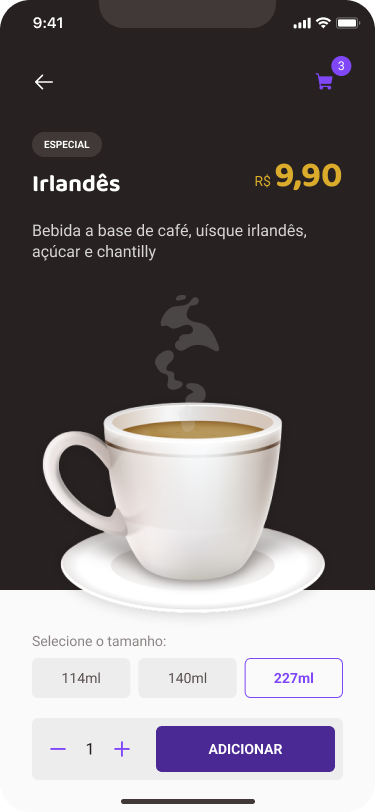 9:41
3
ESPECIAL
Irlandês
R$ 9,90
Bebida a base de café, uísque irlandês,
açúcar e chantilly
Selecione o tamanho:
114ml 140ml 227ml
1 ADICIONAR